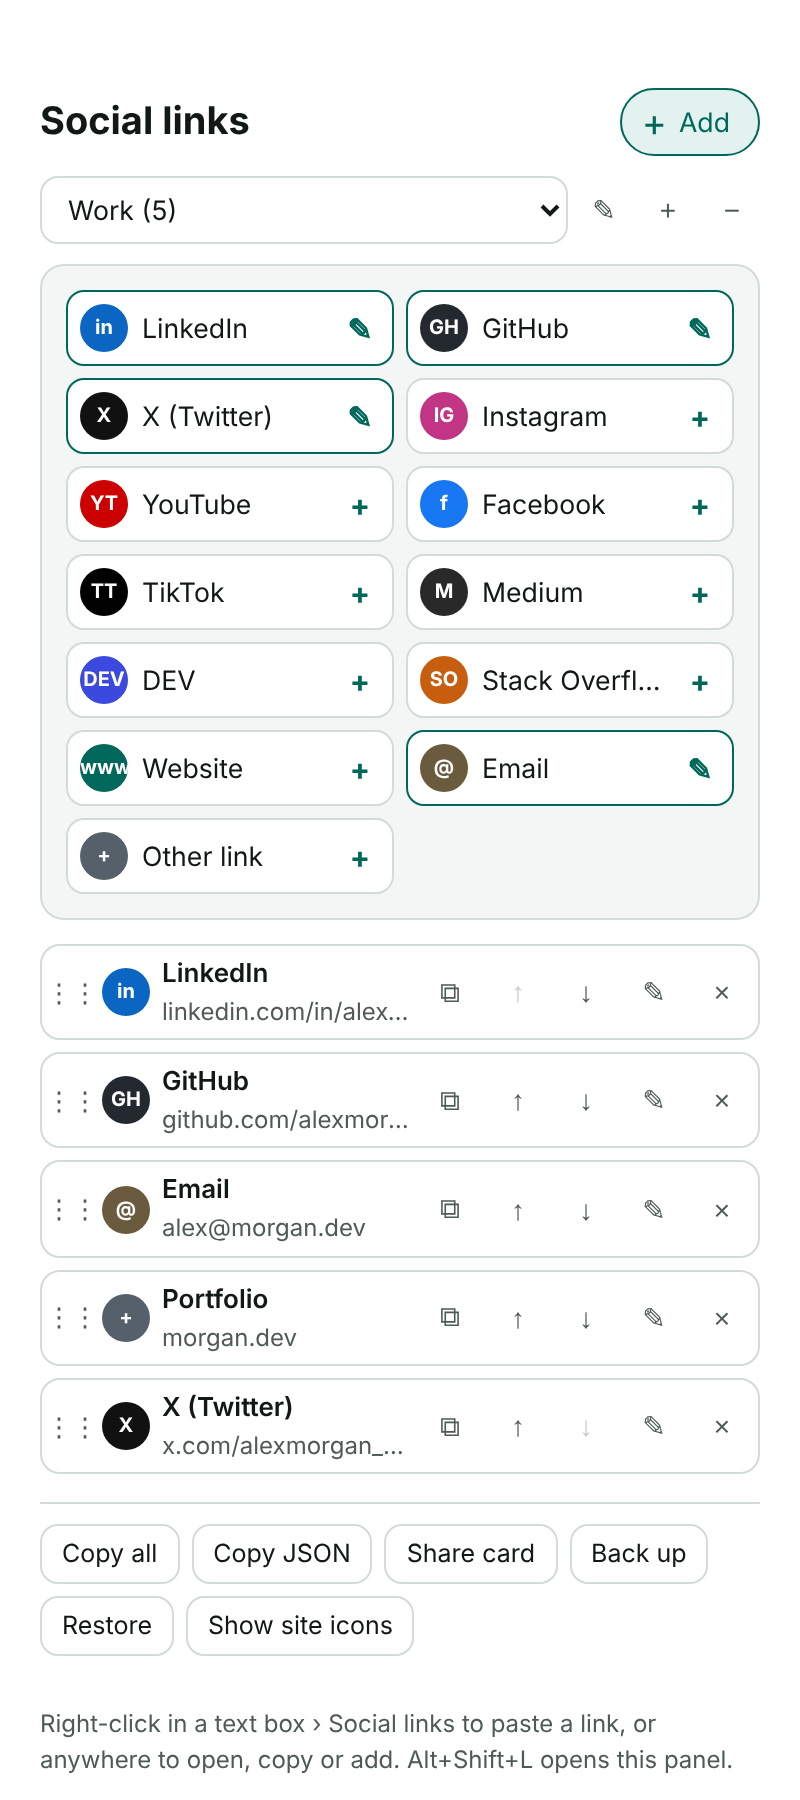 Social links
+ Add
Work (5)
✎ + −
in LinkedIn ✎
GH GitHub ✎
X X (Twitter) ✎
IG Instagram +
YT YouTube +
f Facebook +
TT TikTok +
M Medium +
DEV DEV +
SO Stack Overfl... +
www Website +
@ Email ✎
+ Other link +
in LinkedIn
linkedin.com/in/alex...
⧉ ↑ ↓ ✎ ×
GH GitHub
github.com/alexmor...
⧉ ↑ ↓ ✎ ×
@ Email
alex@morgan.dev
⧉ ↑ ↓ ✎ ×
+ Portfolio
morgan.dev
⧉ ↑ ↓ ✎ ×
X X (Twitter)
x.com/alexmorgan_...
⧉ ↑ ↓ ✎ ×
Copy all
Copy JSON
Share card
Back up
Restore
Show site icons
Right-click in a text box › Social links to paste a link, or
anywhere to open, copy or add. Alt+Shift+L opens this panel.